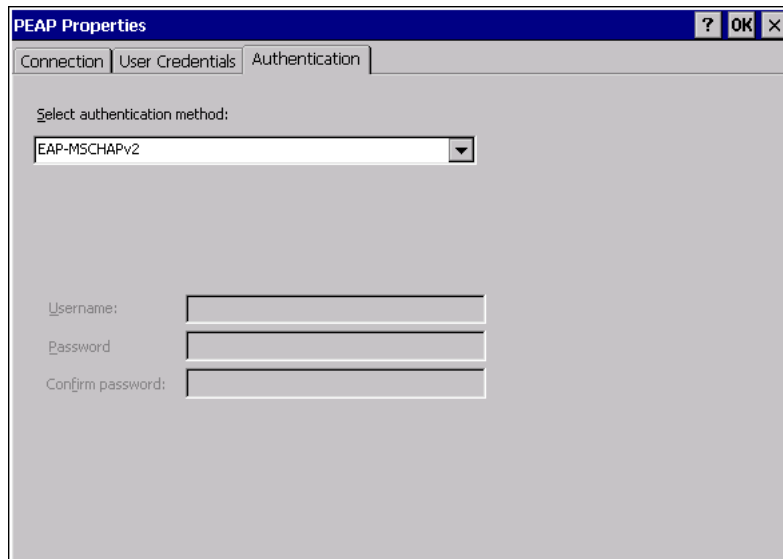 PEAP Properties ? OK ×
Connection User Credentials Authentication
Select authentication method:
EAP-MSCHAPv2
Username:
Password
Confirm password: